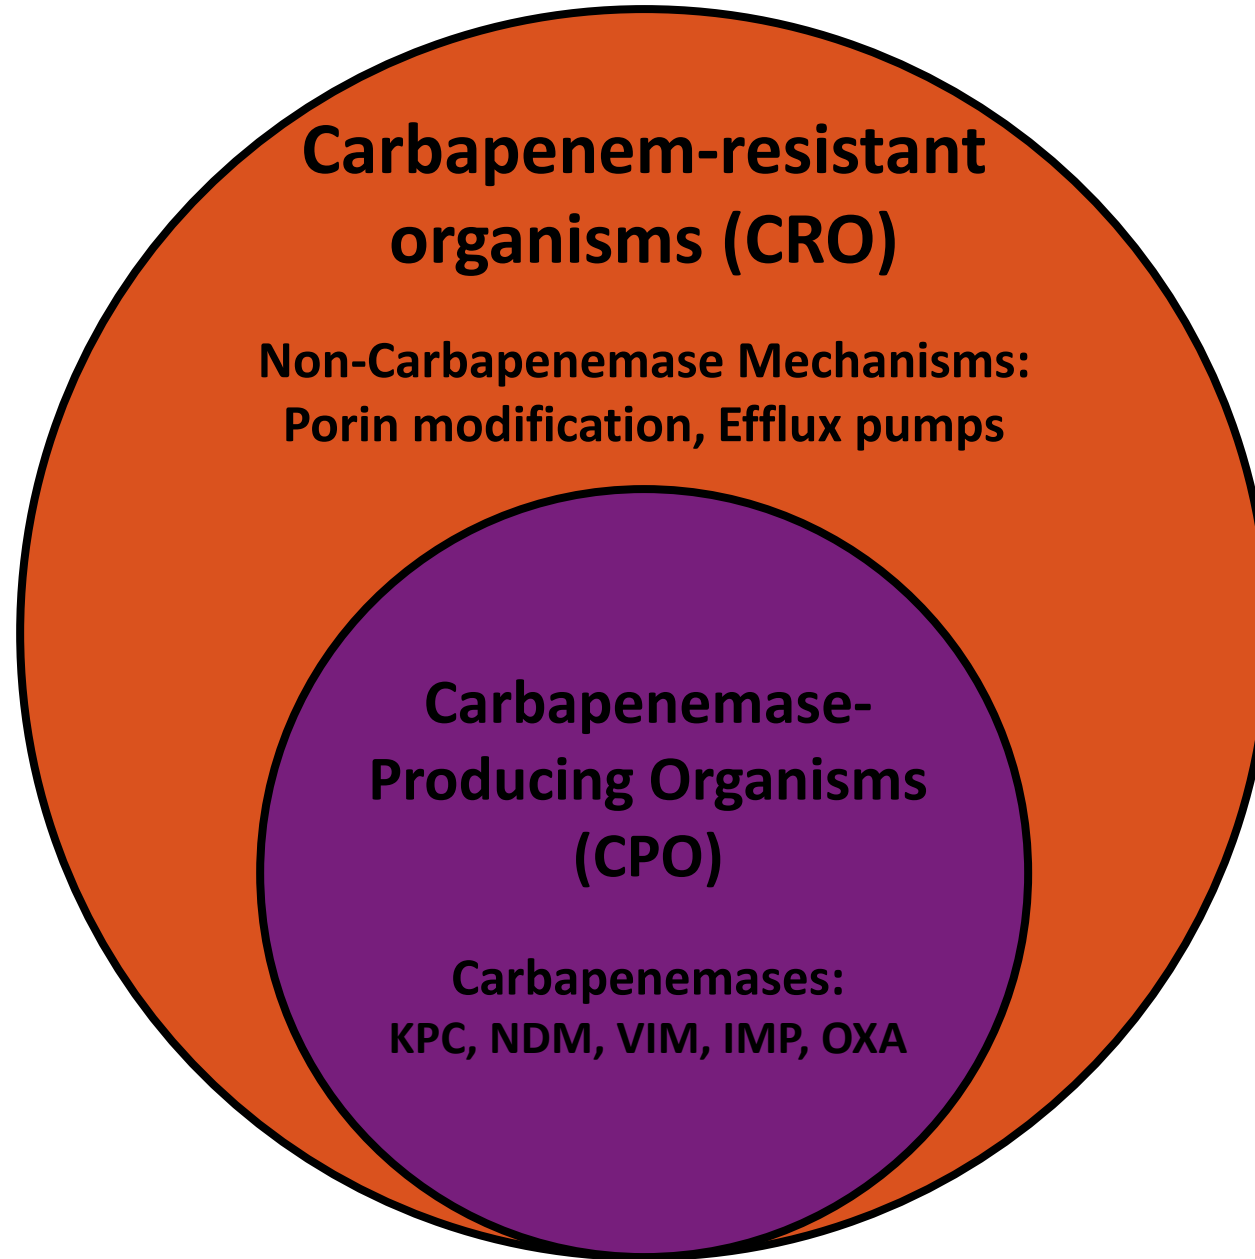 Carbapenem-resistant
organisms (CRO)
Non-Carbapenemase Mechanisms:
Porin modification, Efflux pumps
Carbapenemase-
Producing Organisms
(CPO)
Carbapenemases:
KPC, NDM, VIM, IMP, OXA